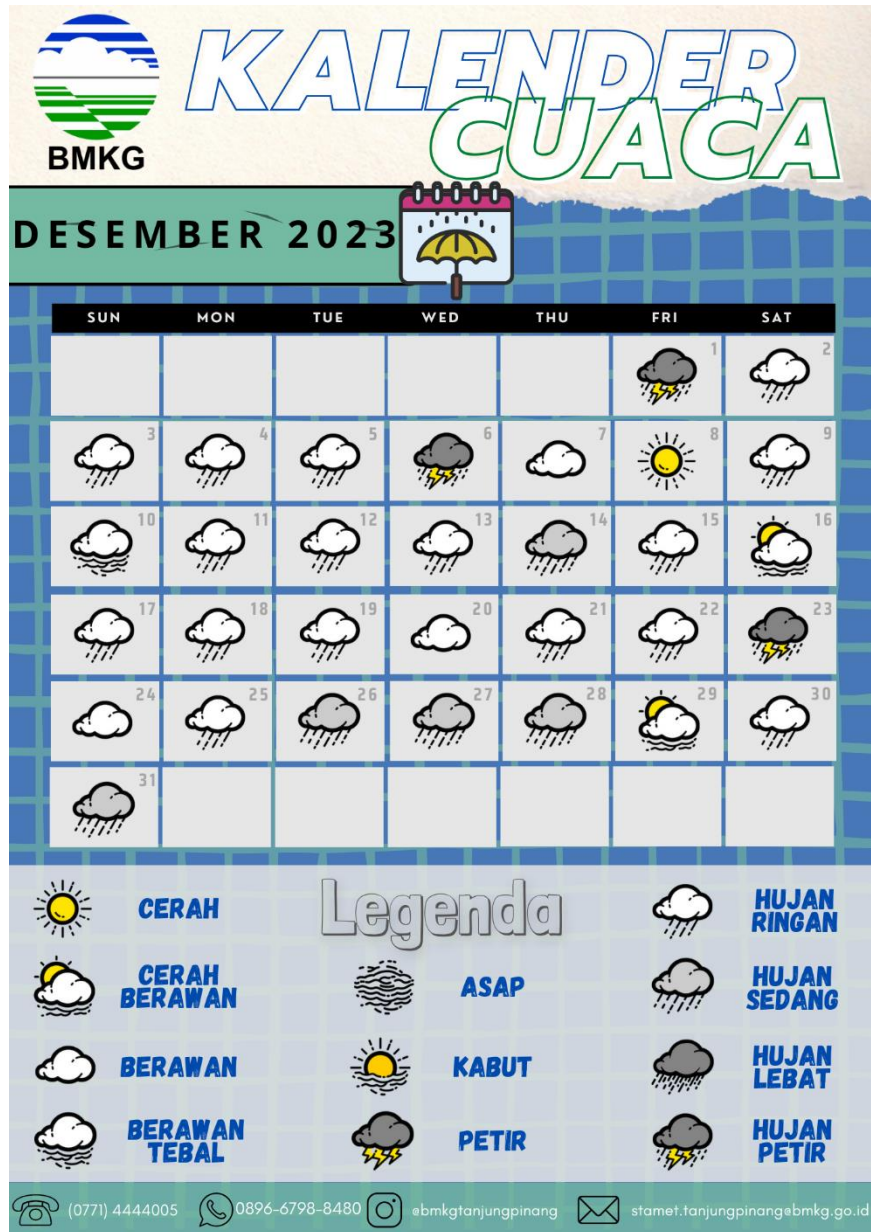 BMKG
KALENDER
CUACA
DESEMBER 2023
SUN MON TUE WED THU FRI SAT
1 2
3 4 5 6 7 8 9
10 11 12 13 14 15 16
17 18 19 20 21 22 23
24 25 26 27 28 29 30
31
Legenda
CERAH
HUJAN
RINGAN
CERAH
BERAWAN
ASAP
HUJAN
SEDANG
BERAWAN
KABUT
HUJAN
LEBAT
BERAWAN
TEBAL
PETIR
HUJAN
PETIR
(0771) 4444005 0896-6798-8480 @bmkgtanjungpinang stamet.tanjungpinang@bmkg.go.id